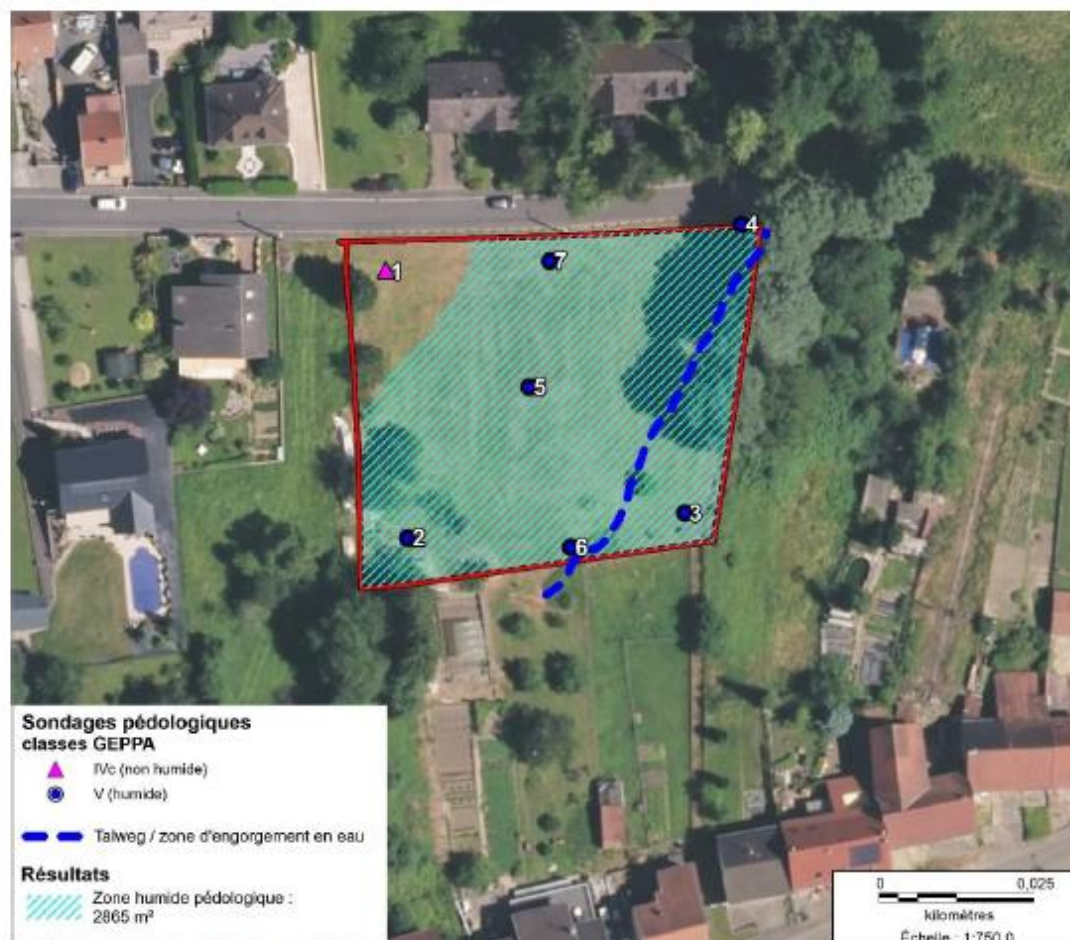 4
7
1
5
3
2
6
Sondages pédologiques
classes GEPPA
IVc (non humide)
V (humide)
Talweg / zone d'engorgement en eau
Résultats
Zone humide pédologique :
2865 m²
0 0,025
kilomètres
Échelle : 1:750,0